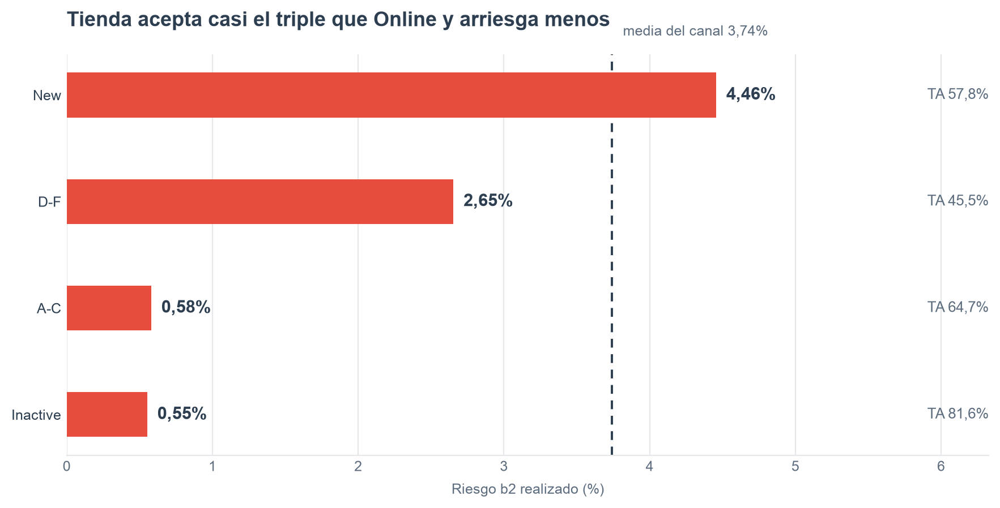 Tienda acepta casi el triple que Online y arriesga menos
media del canal 3,74%
New 4,46% TA 57,8%
D-F 2,65% TA 45,5%
A-C 0,58% TA 64,7%
Inactive 0,55% TA 81,6%
0 1 2 3 4 5 6
Riesgo b2 realizado (%)